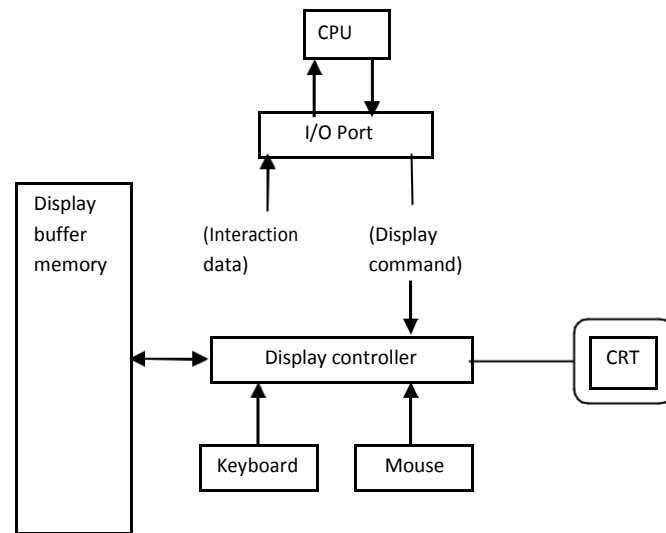 CPU
I/O Port
Display
buffer
memory
(Interaction
data)
(Display
command)
Display controller
CRT
Keyboard
Mouse